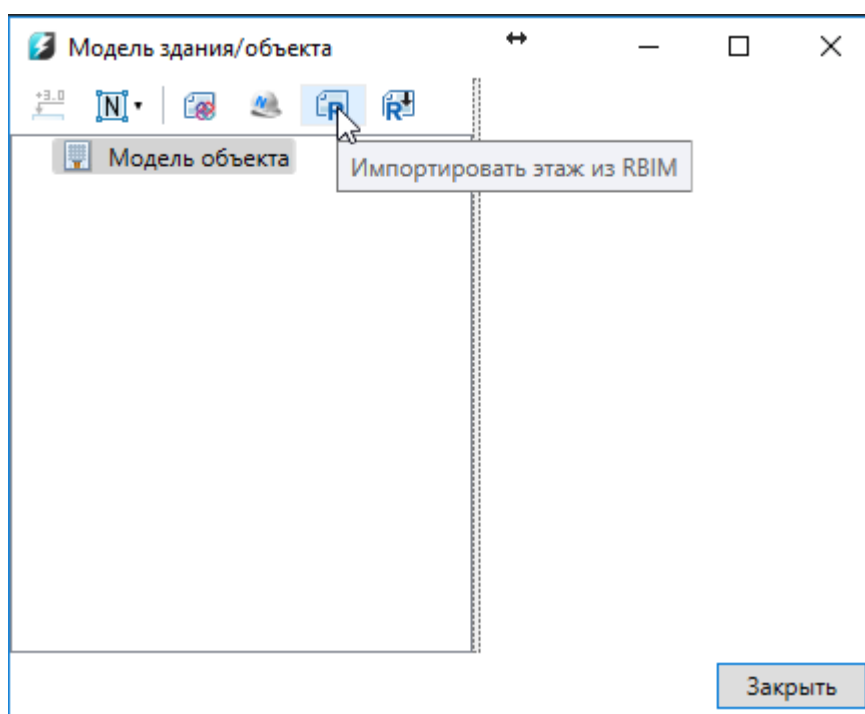 Модель здания/объекта
+3.0
N
N
R
R
Модель объекта
Импортировать этаж из RBIM
Закрыть